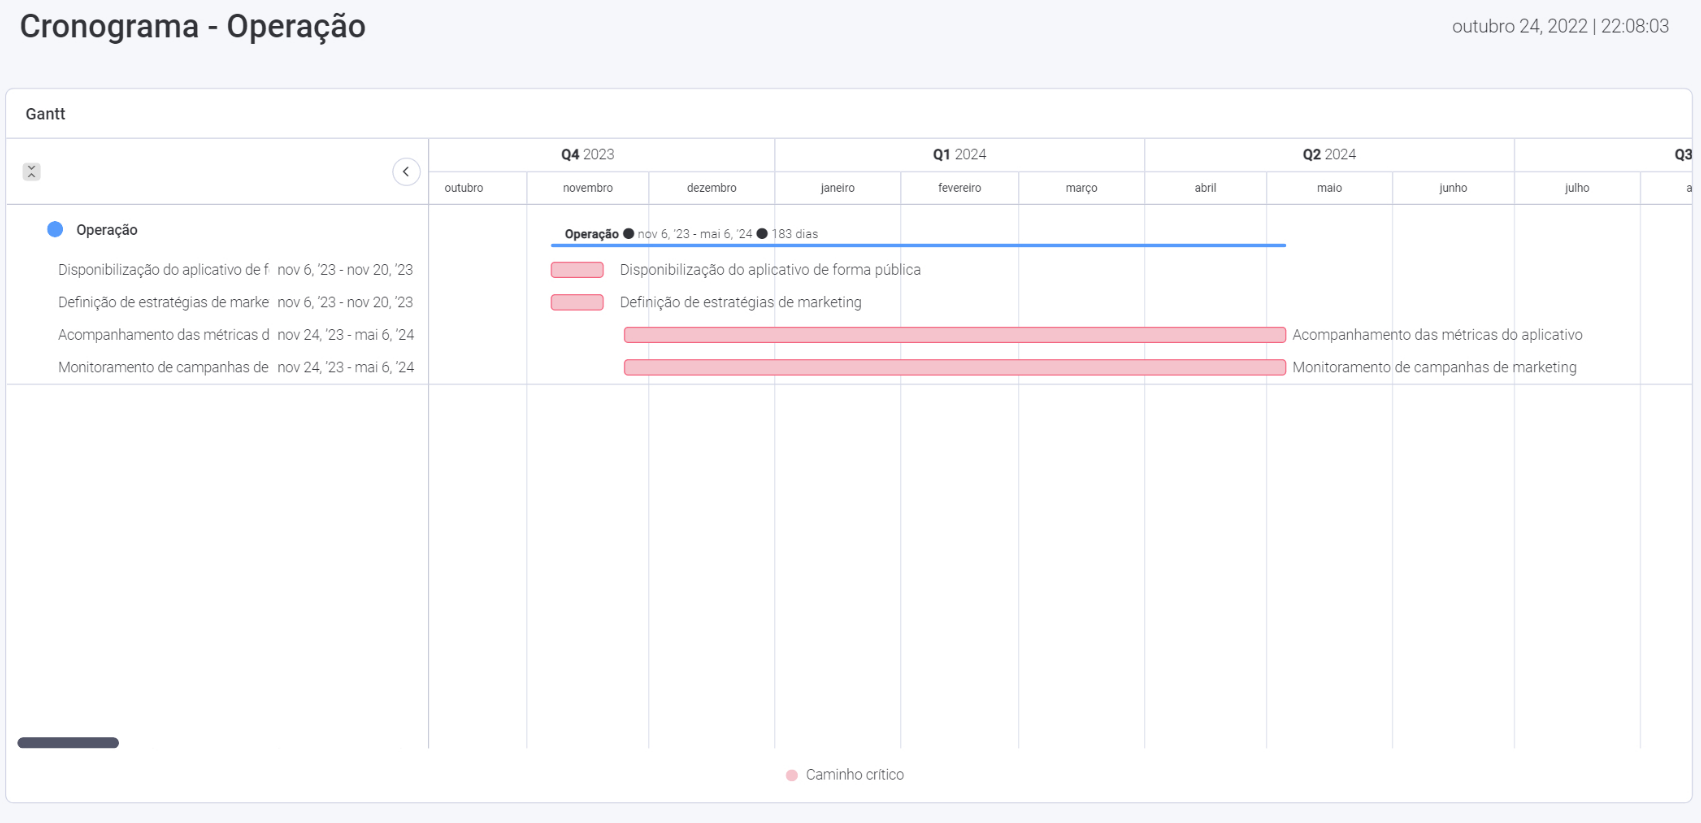 Cronograma - Operação
outubro 24, 2022 | 22:08:03
Gantt
Q4 2023 Q1 2024 Q2 2024 Q3
outubro novembro dezembro janeiro fevereiro março abril maio junho julho a
Operação
Operação ● nov 6, '23 - mai 6, '24 ● 183 dias
Disponibilização do aplicativo de f nov 6, '23 - nov 20, '23 Disponibilização do aplicativo de forma pública
Definição de estratégias de marke nov 6, '23 - nov 20, '23 Definição de estratégias de marketing
Acompanhamento das métricas d nov 24, '23 - mai 6, '24 Acompanhamento das métricas do aplicativo
Monitoramento de campanhas de nov 24, '23 - mai 6, '24 Monitoramento de campanhas de marketing
Caminho crítico